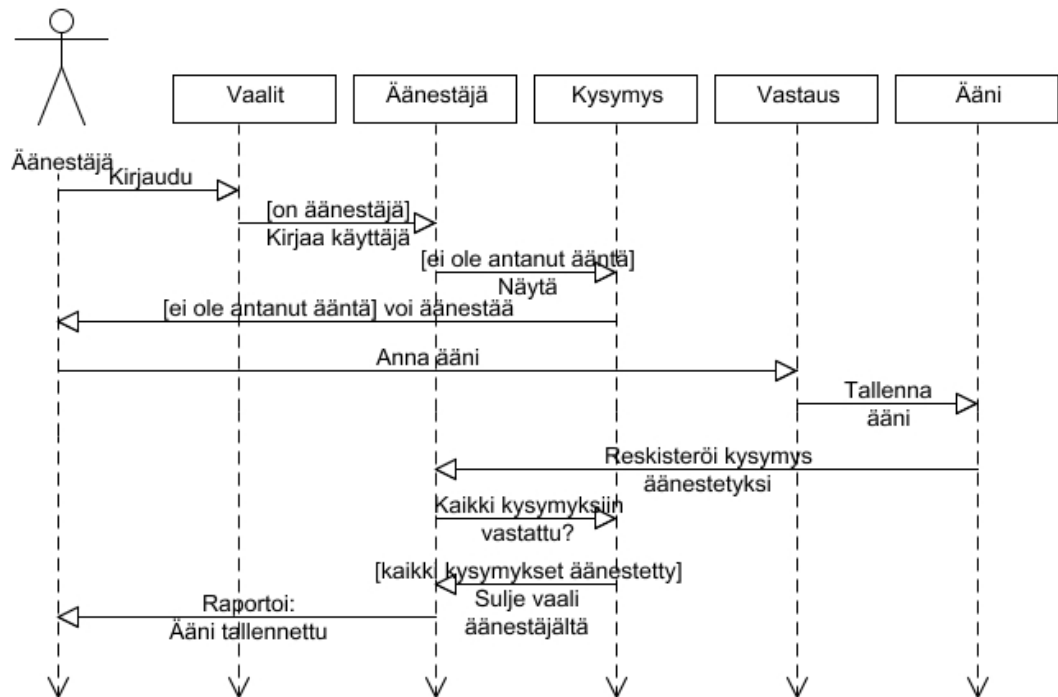 Vaalit
Äänestäjä
Kysymys
Vastaus
Ääni
Äänestäjä
Kirjaudu
[on äänestäjä]
Kirjaa käyttäjä
[ei ole antanut ääntä]
Näytä
[ei ole antanut ääntä] voi äänestää
Anna ääni
Tallenna
ääni
Reskisteröi kysymys
äänestetyksi
Kaikki kysymyksiin
vastattu?
[kaikki kysymykset äänestetty]
Sulje vaali
äänestäjältä
Raportoi:
Ääni tallennettu